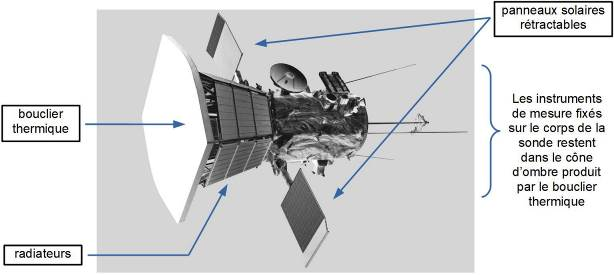 panneaux solaires
rétractables
bouclier
thermique
Les instruments
de mesure fixés
sur le corps de la
sonde restent
dans le cône
d'ombre produit
par le bouclier
thermique
radiateurs